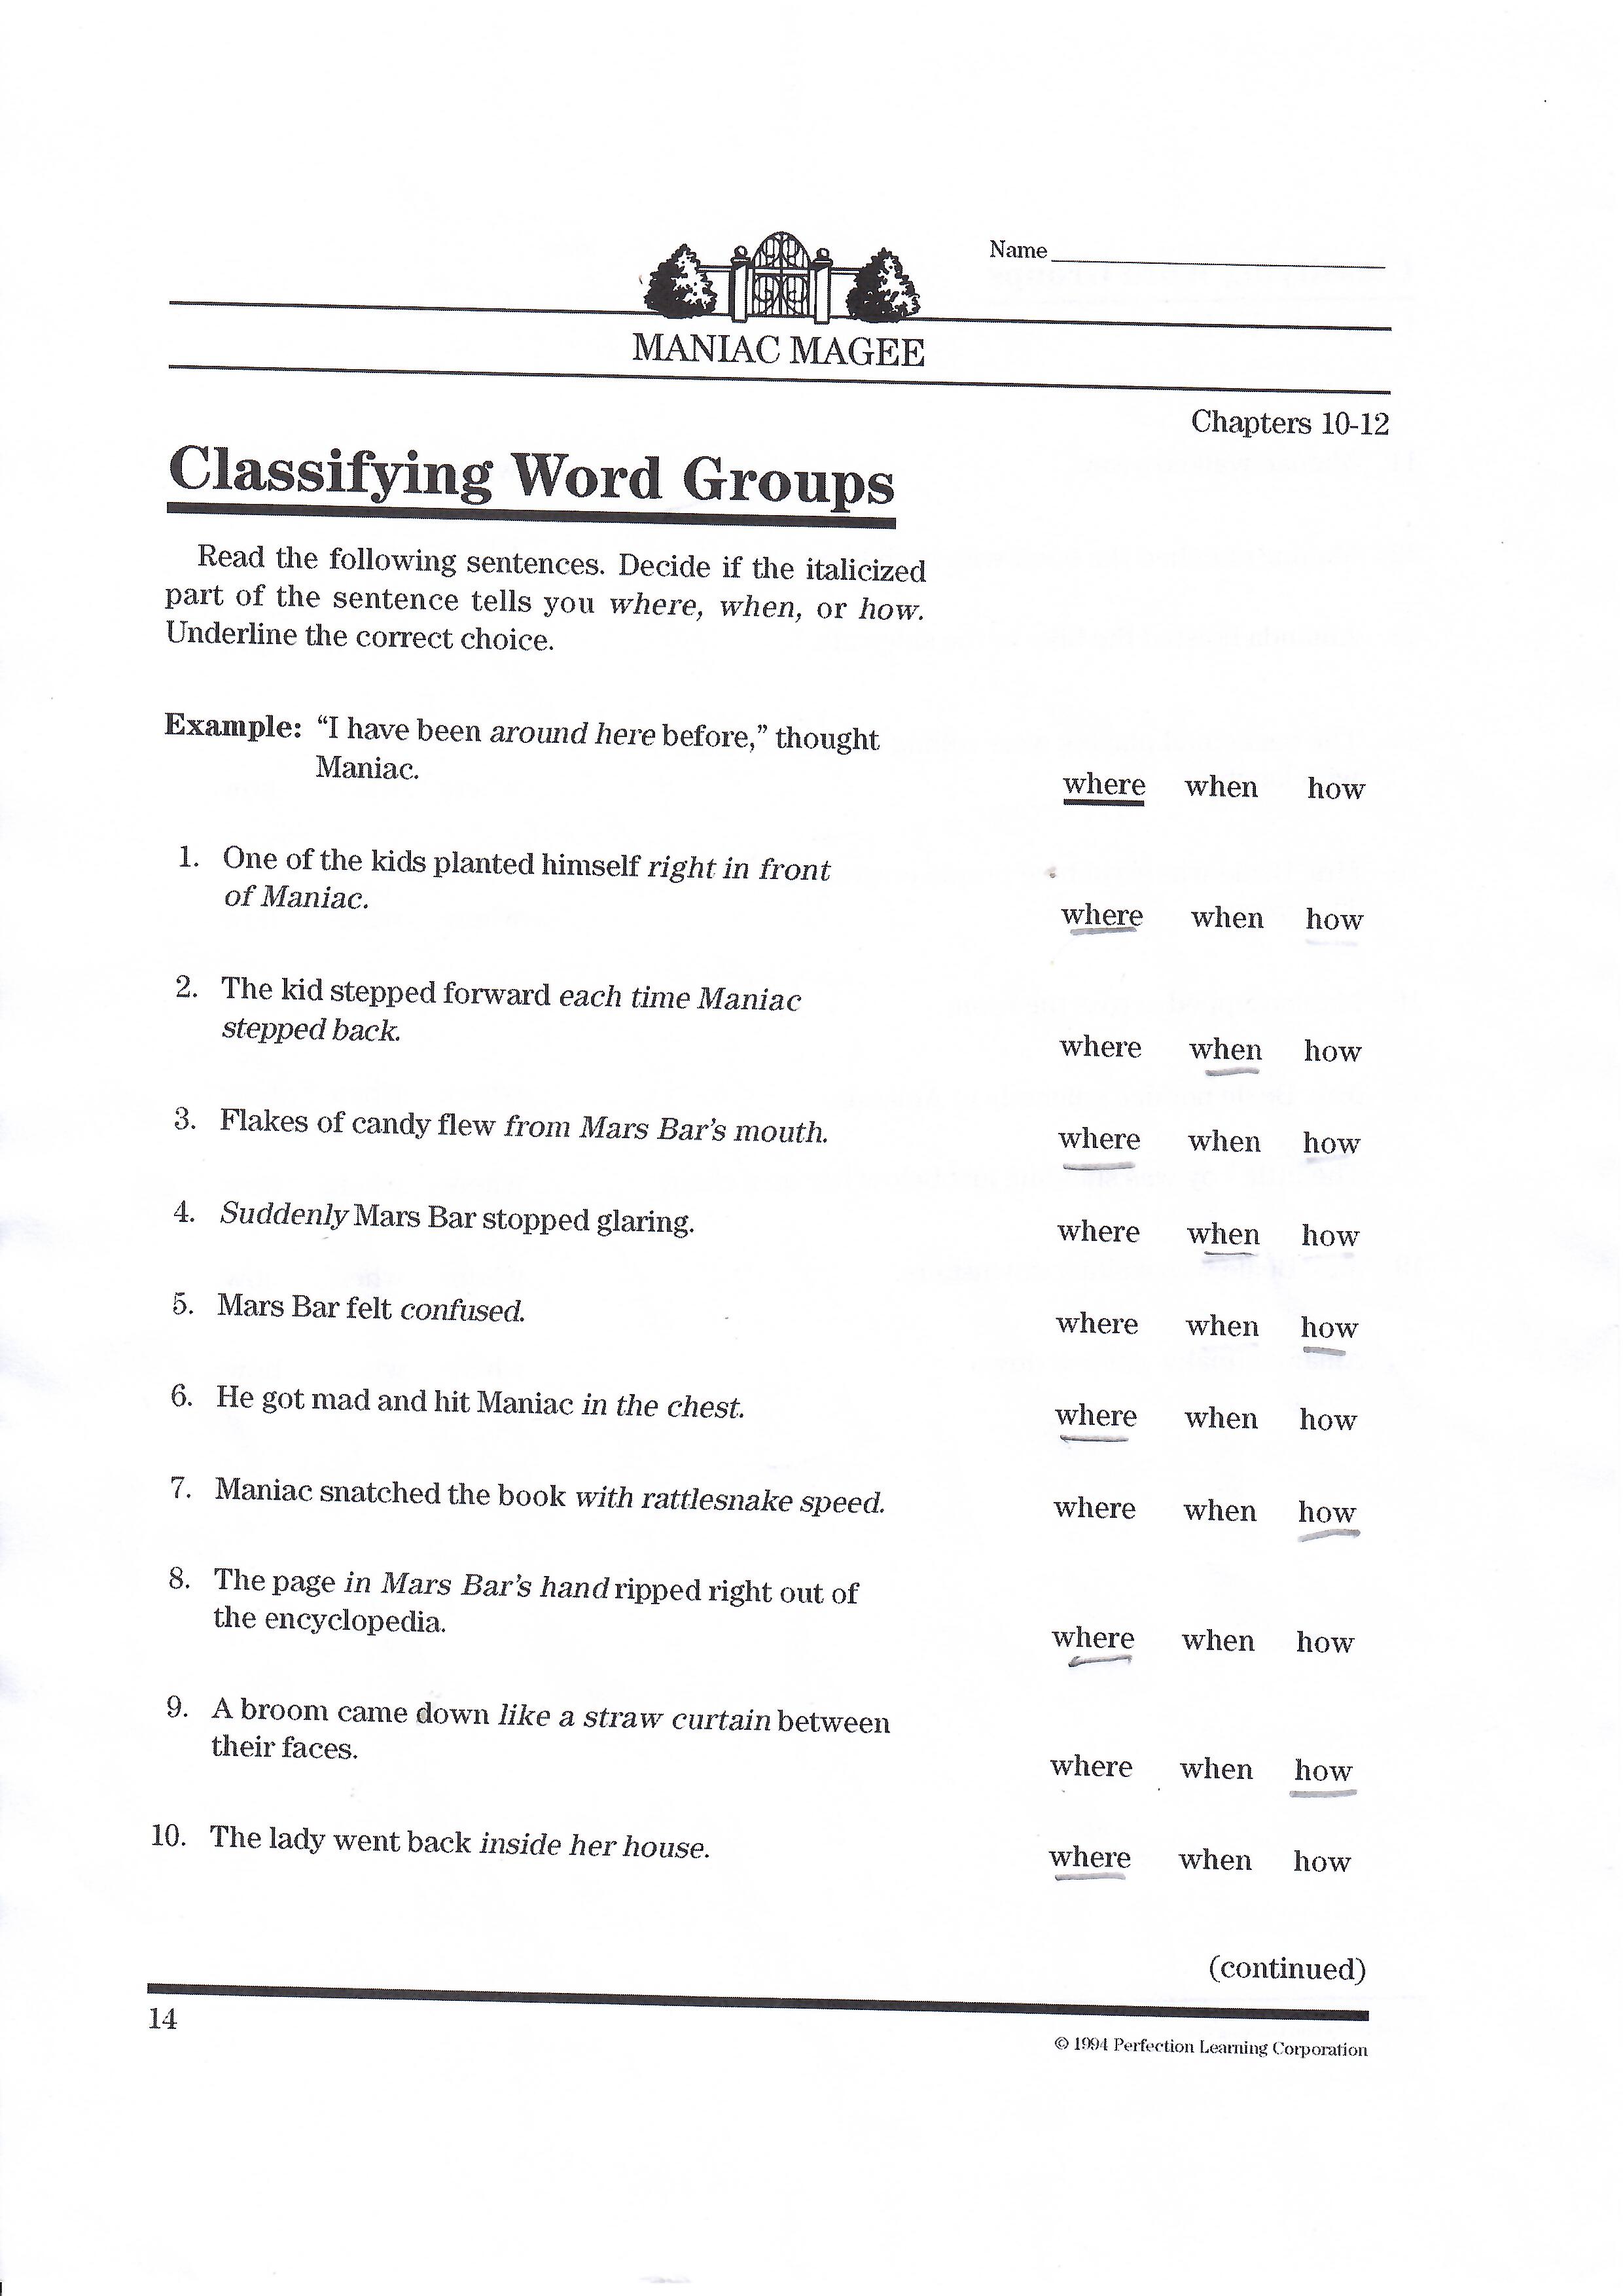 Name
MANIAC MAGEE
Chapters 10-12
Classifying Word Groups
Read the following sentences. Decide if the italicized
part of the sentence tells you where, when, or how.
Underline the correct choice.
Example: “I have been around here before,” thought
Maniac.
where when how
1. One of the kids planted himself right in front
of Maniac.
where when how
2. The kid stepped forward each time Maniac
stepped back.
where when how
3. Flakes of candy flew from Mars Bar’s mouth.
where when how
4. Suddenly Mars Bar stopped glaring.
where when how
5. Mars Bar felt confused.
where when how
6. He got mad and hit Maniac in the chest.
where when how
7. Maniac snatched the book with rattlesnake speed.
where when how
8. The page in Mars Bar’s hand ripped right out of
the encyclopedia.
where when how
9. A broom came down like a straw curtain between
their faces.
where when how
10. The lady went back inside her house.
where when how
(continued)
14
© 1994 Perfection Learning Corporation